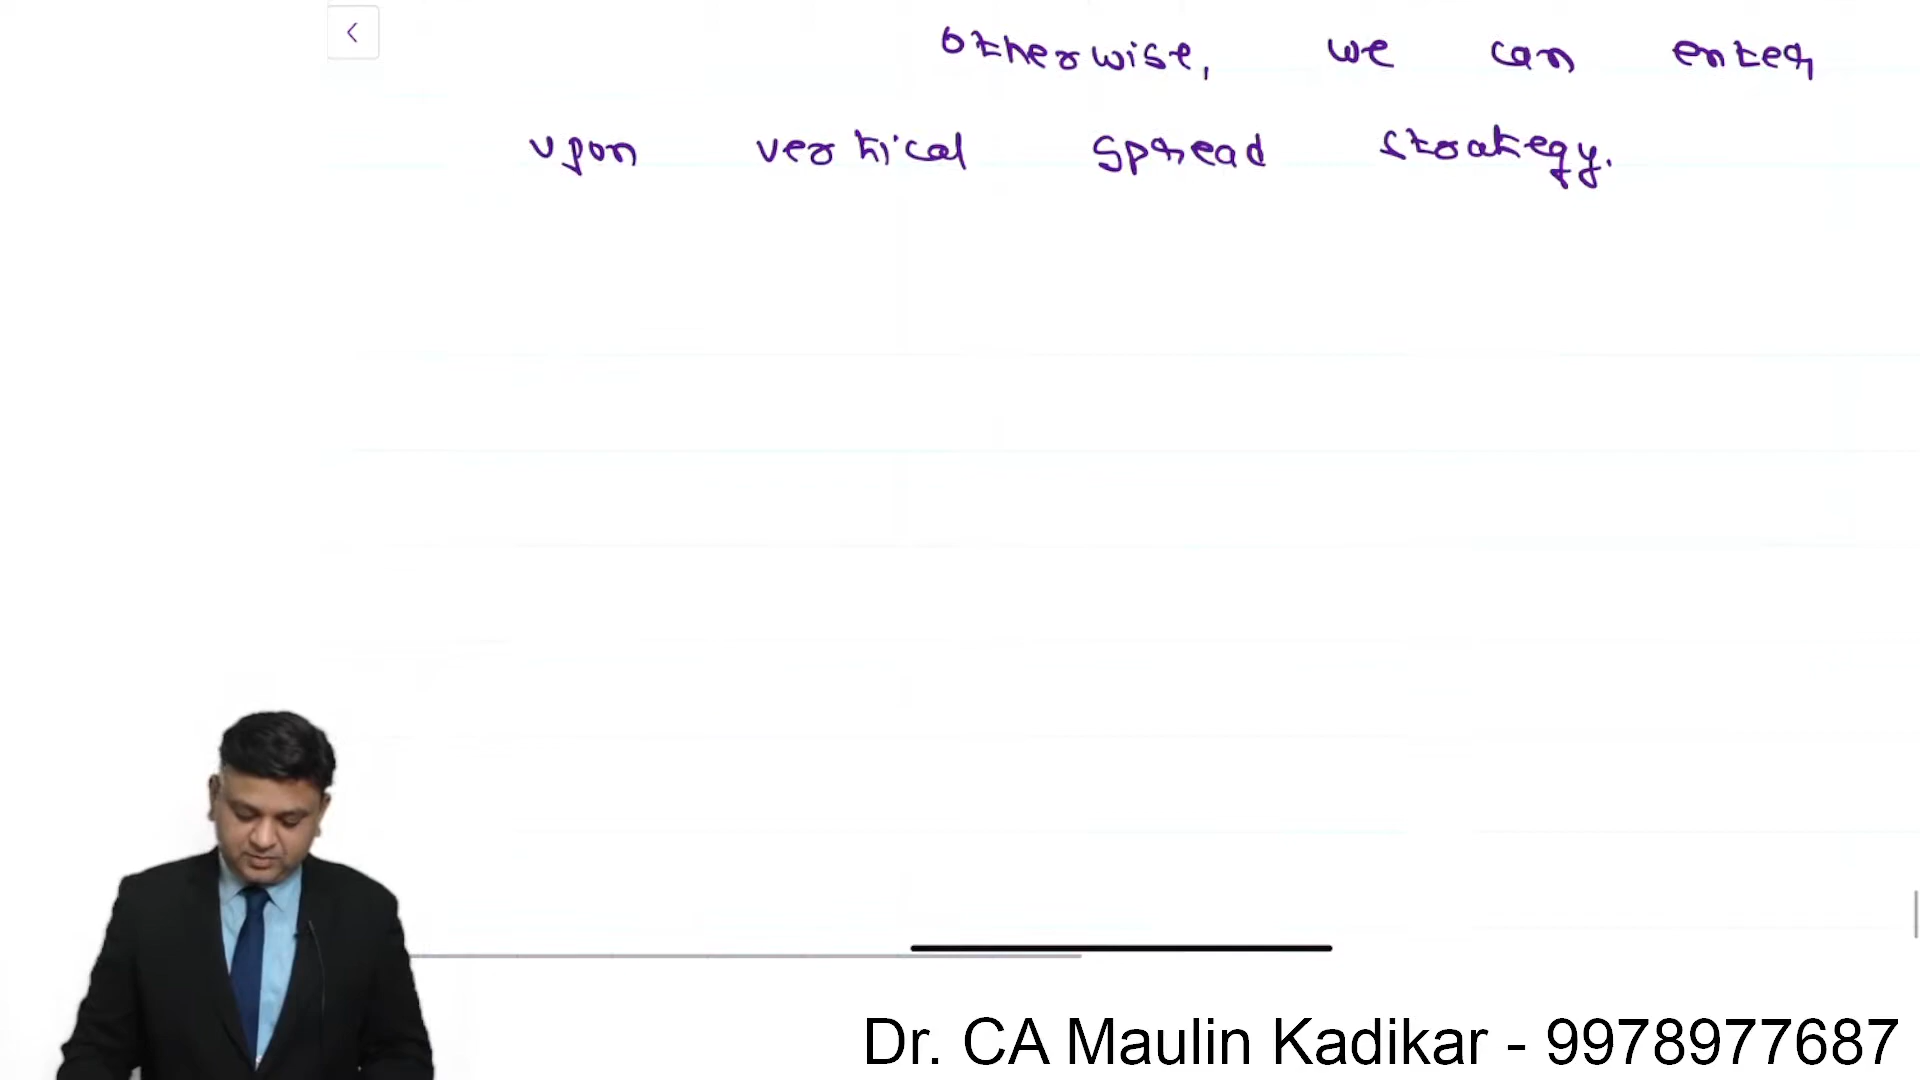 otherwise, we can enter
upon vertical spread strategy.
Dr. CA Maulin Kadikar - 9978977687